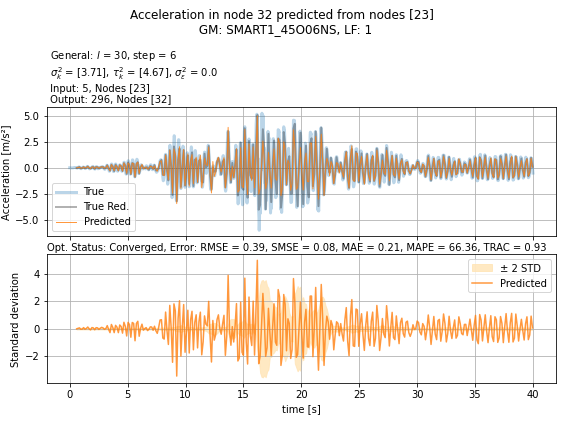 Acceleration in node 32 predicted from nodes [23]
GM: SMART1_45O06NS, LF: 1
General: l = 30, step = 6
σ²ₖ = [3.71], τ²ₖ = [4.67], σ²ε = 0.0
Input: 5, Nodes [23]
Output: 296, Nodes [32]
Acceleration [m/s²]
5.0
2.5
0.0
−2.5
−5.0
True
True Red.
Predicted
Opt. Status: Converged, Error: RMSE = 0.39, SMSE = 0.08, MAE = 0.21, MAPE = 66.36, TRAC = 0.93
Standard deviation
4
2
0
−2
± 2 STD
Predicted
0 5 10 15 20 25 30 35 40
time [s]